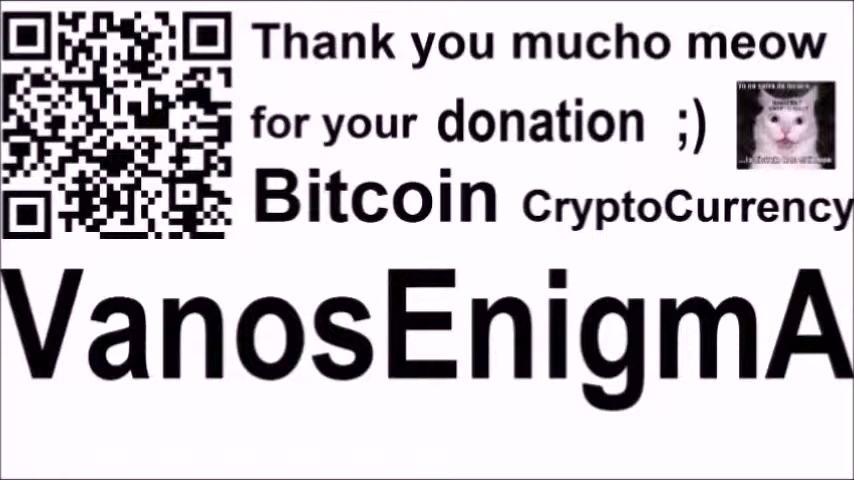 Thank you mucho meow
for your donation ;)
Bitcoin CryptoCurrency
VanosEnigmA